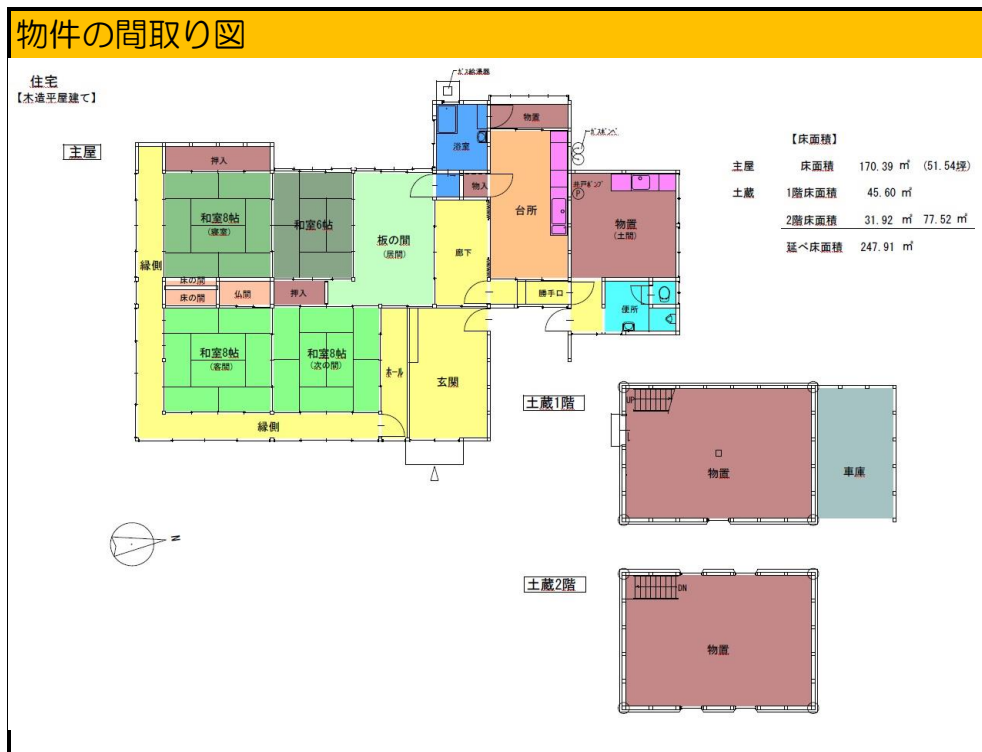 物件の間取り図
住宅
【木造平屋建て】
主屋
ガス給湯器
物置
浴室
ガスボンベ
押入
物入
井戸ポンプ
P
台所
物置
(土間)
和室8帖
(寝室)
和室6帖
板の間
(居間)
廊下
縁側
床の間
床の間
仏間
押入
勝手口
便所
和室8帖
(客間)
和室8帖
(次の間)
ホール
玄関
縁側
【床面積】
主屋 床面積 170.39 ㎡ (51.54坪)
土蔵 1階床面積 45.60 ㎡
2階床面積 31.92 ㎡ 77.52 ㎡
延べ床面積 247.91 ㎡
土蔵1階
UP
物置
車庫
N
土蔵2階
DN
物置